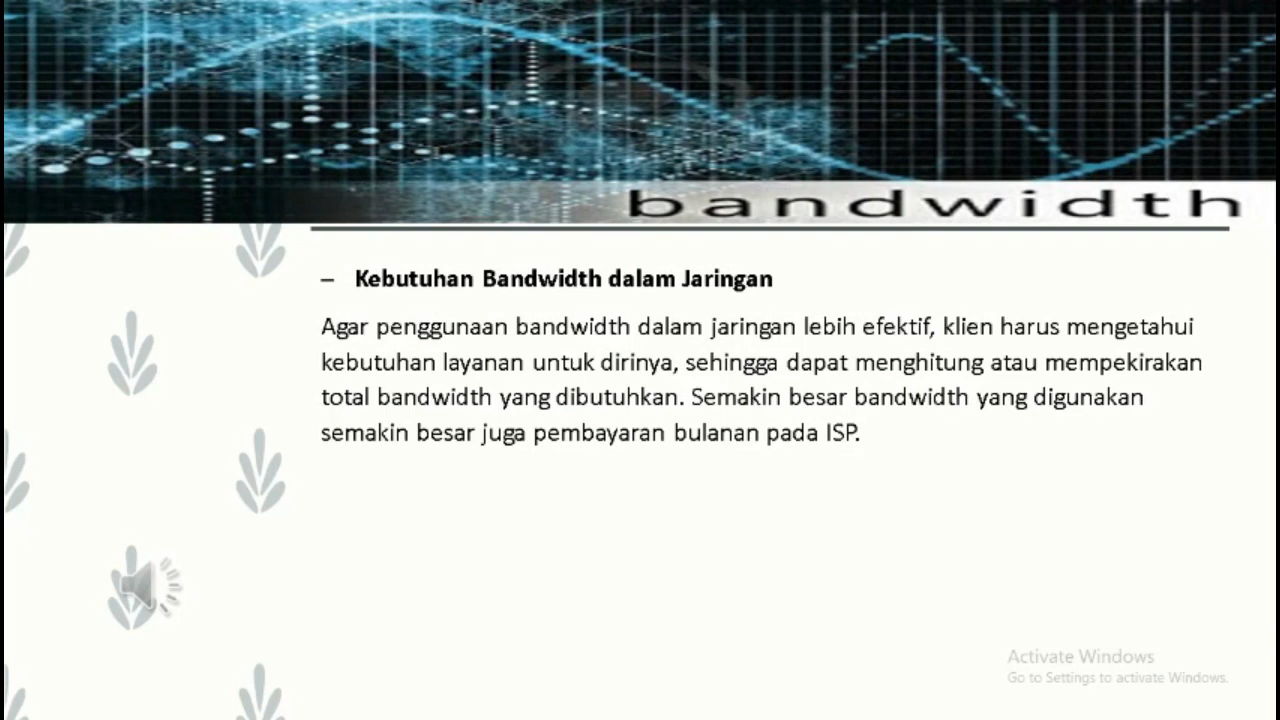 bandwidth
– Kebutuhan Bandwidth dalam Jaringan
Agar penggunaan bandwidth dalam jaringan lebih efektif, klien harus mengetahui
kebutuhan layanan untuk dirinya, sehingga dapat menghitung atau mempekirakan
total bandwidth yang dibutuhkan. Semakin besar bandwidth yang digunakan
semakin besar juga pembayaran bulanan pada ISP.
Activate Windows
Go to Settings to activate Windows.